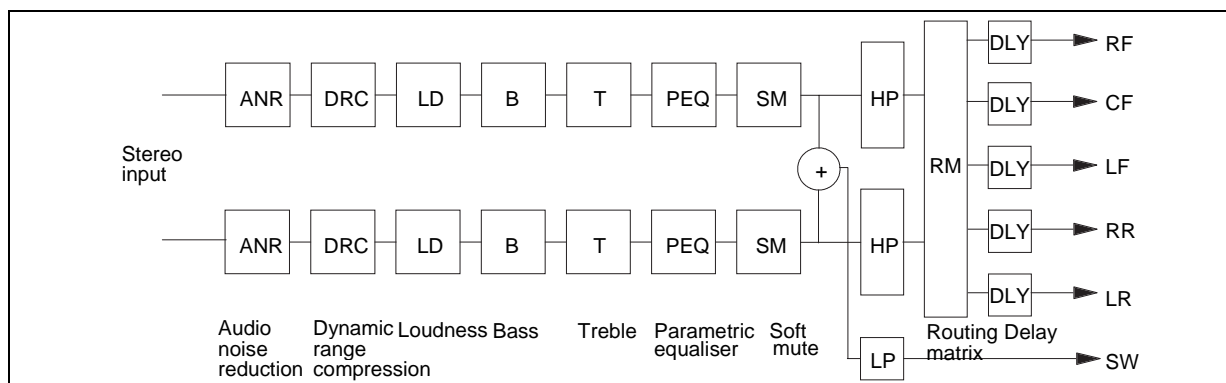 DLY RF
ANR DRC LD B T PEQ SM HP DLY CF
Stereo
input
+ RM DLY LF
ANR DRC LD B T PEQ SM HP DLY RR
DLY LR
Audio
noise
reduction
Dynamic
range
compression
Loudness
Bass
Treble
Parametric
equaliser
Soft
mute
Routing
matrix
Delay
LP SW